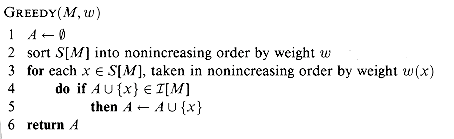 GREEDY(M, w)
1 A ← ∅
2 sort S[M] into nonincreasing order by weight w
3 for each x ∈ S[M], taken in nonincreasing order by weight w(x)
4 do if A ∪ {x} ∈ I[M]
5 then A ← A ∪ {x}
6 return A